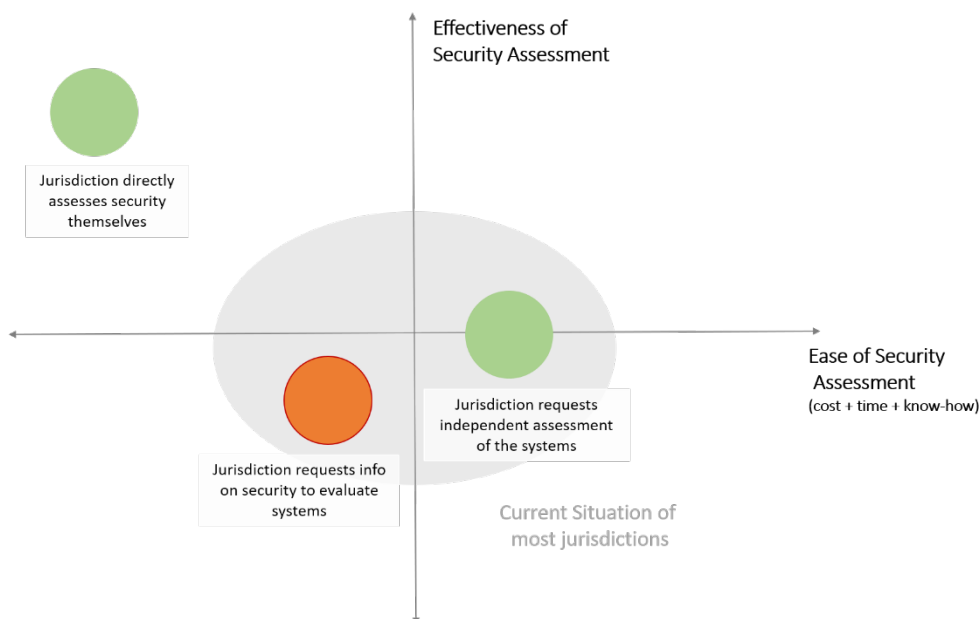 Effectiveness of
Security Assessment
Jurisdiction directly
assesses security
themselves
Ease of Security
Assessment
(cost + time + know-how)
Jurisdiction requests
independent assessment
of the systems
Jurisdiction requests info
on security to evaluate
systems
Current Situation of
most jurisdictions